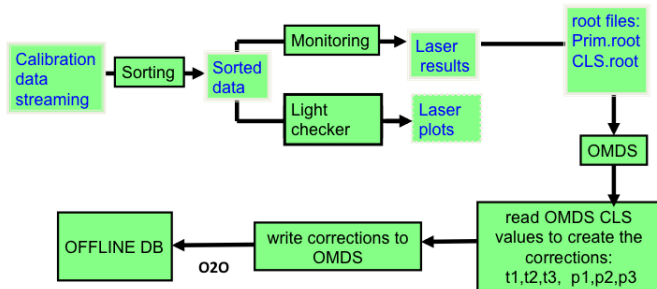 Calibration
data
streaming
Sorting
Sorted
data
Monitoring
Laser
results
root files:
Prim.root
CLS.root
Light
checker
Laser
plots
OMDS
read OMDS CLS
values to create the
corrections:
t1,t2,t3, p1,p2,p3
write corrections to
OMDS
O2O
OFFLINE DB